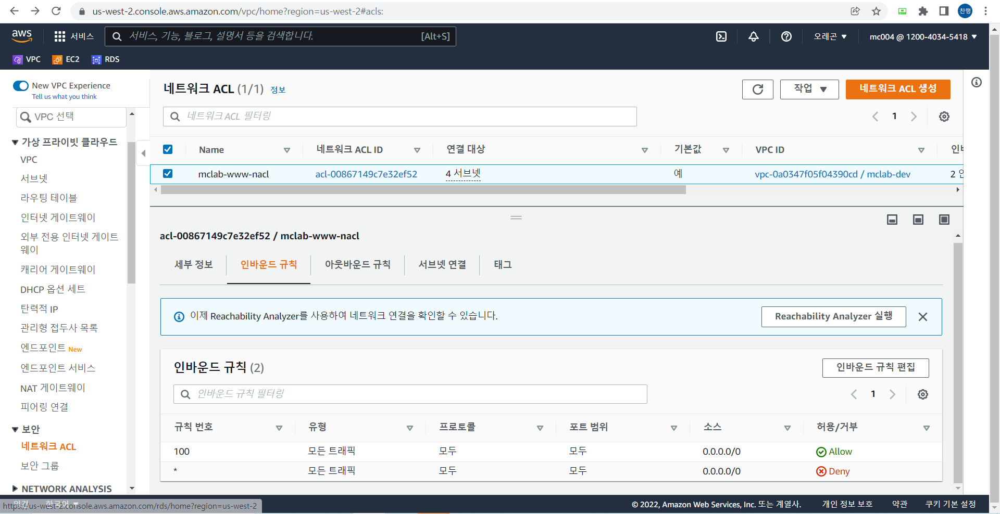 us-west-2.console.aws.amazon.com/vpc/home?region=us-west-2#acls:
찬행
aws
서비스
서비스, 기능, 블로그, 설명서 등을 검색합니다.
[Alt+S]
오레곤 ▼
mc004 @ 1200-4034-5418 ▼
VPC
EC2
RDS
New VPC Experience
Tell us what you think
VPC 선택
▼ 가상 프라이빗 클라우드
VPC
서브넷
라우팅 테이블
인터넷 게이트웨이
외부 전용 인터넷 게이트
웨이
캐리어 게이트웨이
DHCP 옵션 세트
탄력적 IP
관리형 접두사 목록
엔드포인트 New
엔드포인트 서비스
NAT 게이트웨이
피어링 연결
▼ 보안
네트워크 ACL
보안 그룹
▶ NETWORK ANALYSIS
네트워크 ACL (1/1) 정보
작업 ▼
네트워크 ACL 생성
네트워크 ACL 필터링
1
Name 네트워크 ACL ID 연결 대상 기본값 VPC ID
mclab-www-nacl acl-00867149c7e32ef52 4 서브넷 예 vpc-0a0347f05f04390cd / mclab-dev 2
acl-00867149c7e32ef52 / mclab-www-nacl
세부 정보 인바운드 규칙 아웃바운드 규칙 서브넷 연결 태그
이제 Reachability Analyzer를 사용하여 네트워크 연결을 확인할 수 있습니다.
Reachability Analyzer 실행
인바운드 규칙 (2)
인바운드 규칙 편집
인바운드 규칙 필터링
1
규칙 번호 유형 프로토콜 포트 범위 소스 허용/거부
100 모든 트래픽 모두 모두 0.0.0.0/0 Allow
* 모든 트래픽 모두 모두 0.0.0.0/0 Deny
https://us-west-2.console.aws.amazon.com/rds/home?region=us-west-2
© 2022, Amazon Web Services, Inc. 또는 계열사.
개인 정보 보호
약관
쿠키 기본 설정